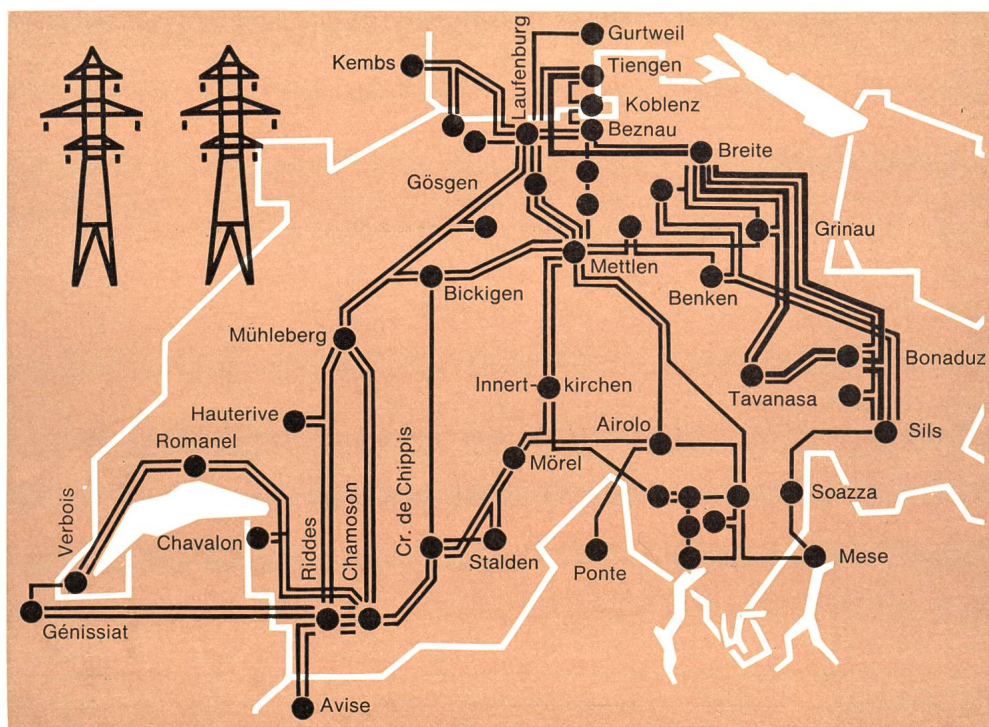 Gurtweil
Kembs
Tiengen
Laufenburg
Koblenz
Beznau
Breite
Gösgen
Grinau
Mettlen
Benken
Bickigen
Mühleberg
Bonaduz
Innert-kirchen
Tavanasa
Hauterive
Airolo
Sils
Romanel
Mörel
Cr. de Chippis
Soazza
Verbois
Chavalon
Riddes
Chamoson
Stalden
Ponte
Mese
Génissiat
Avise